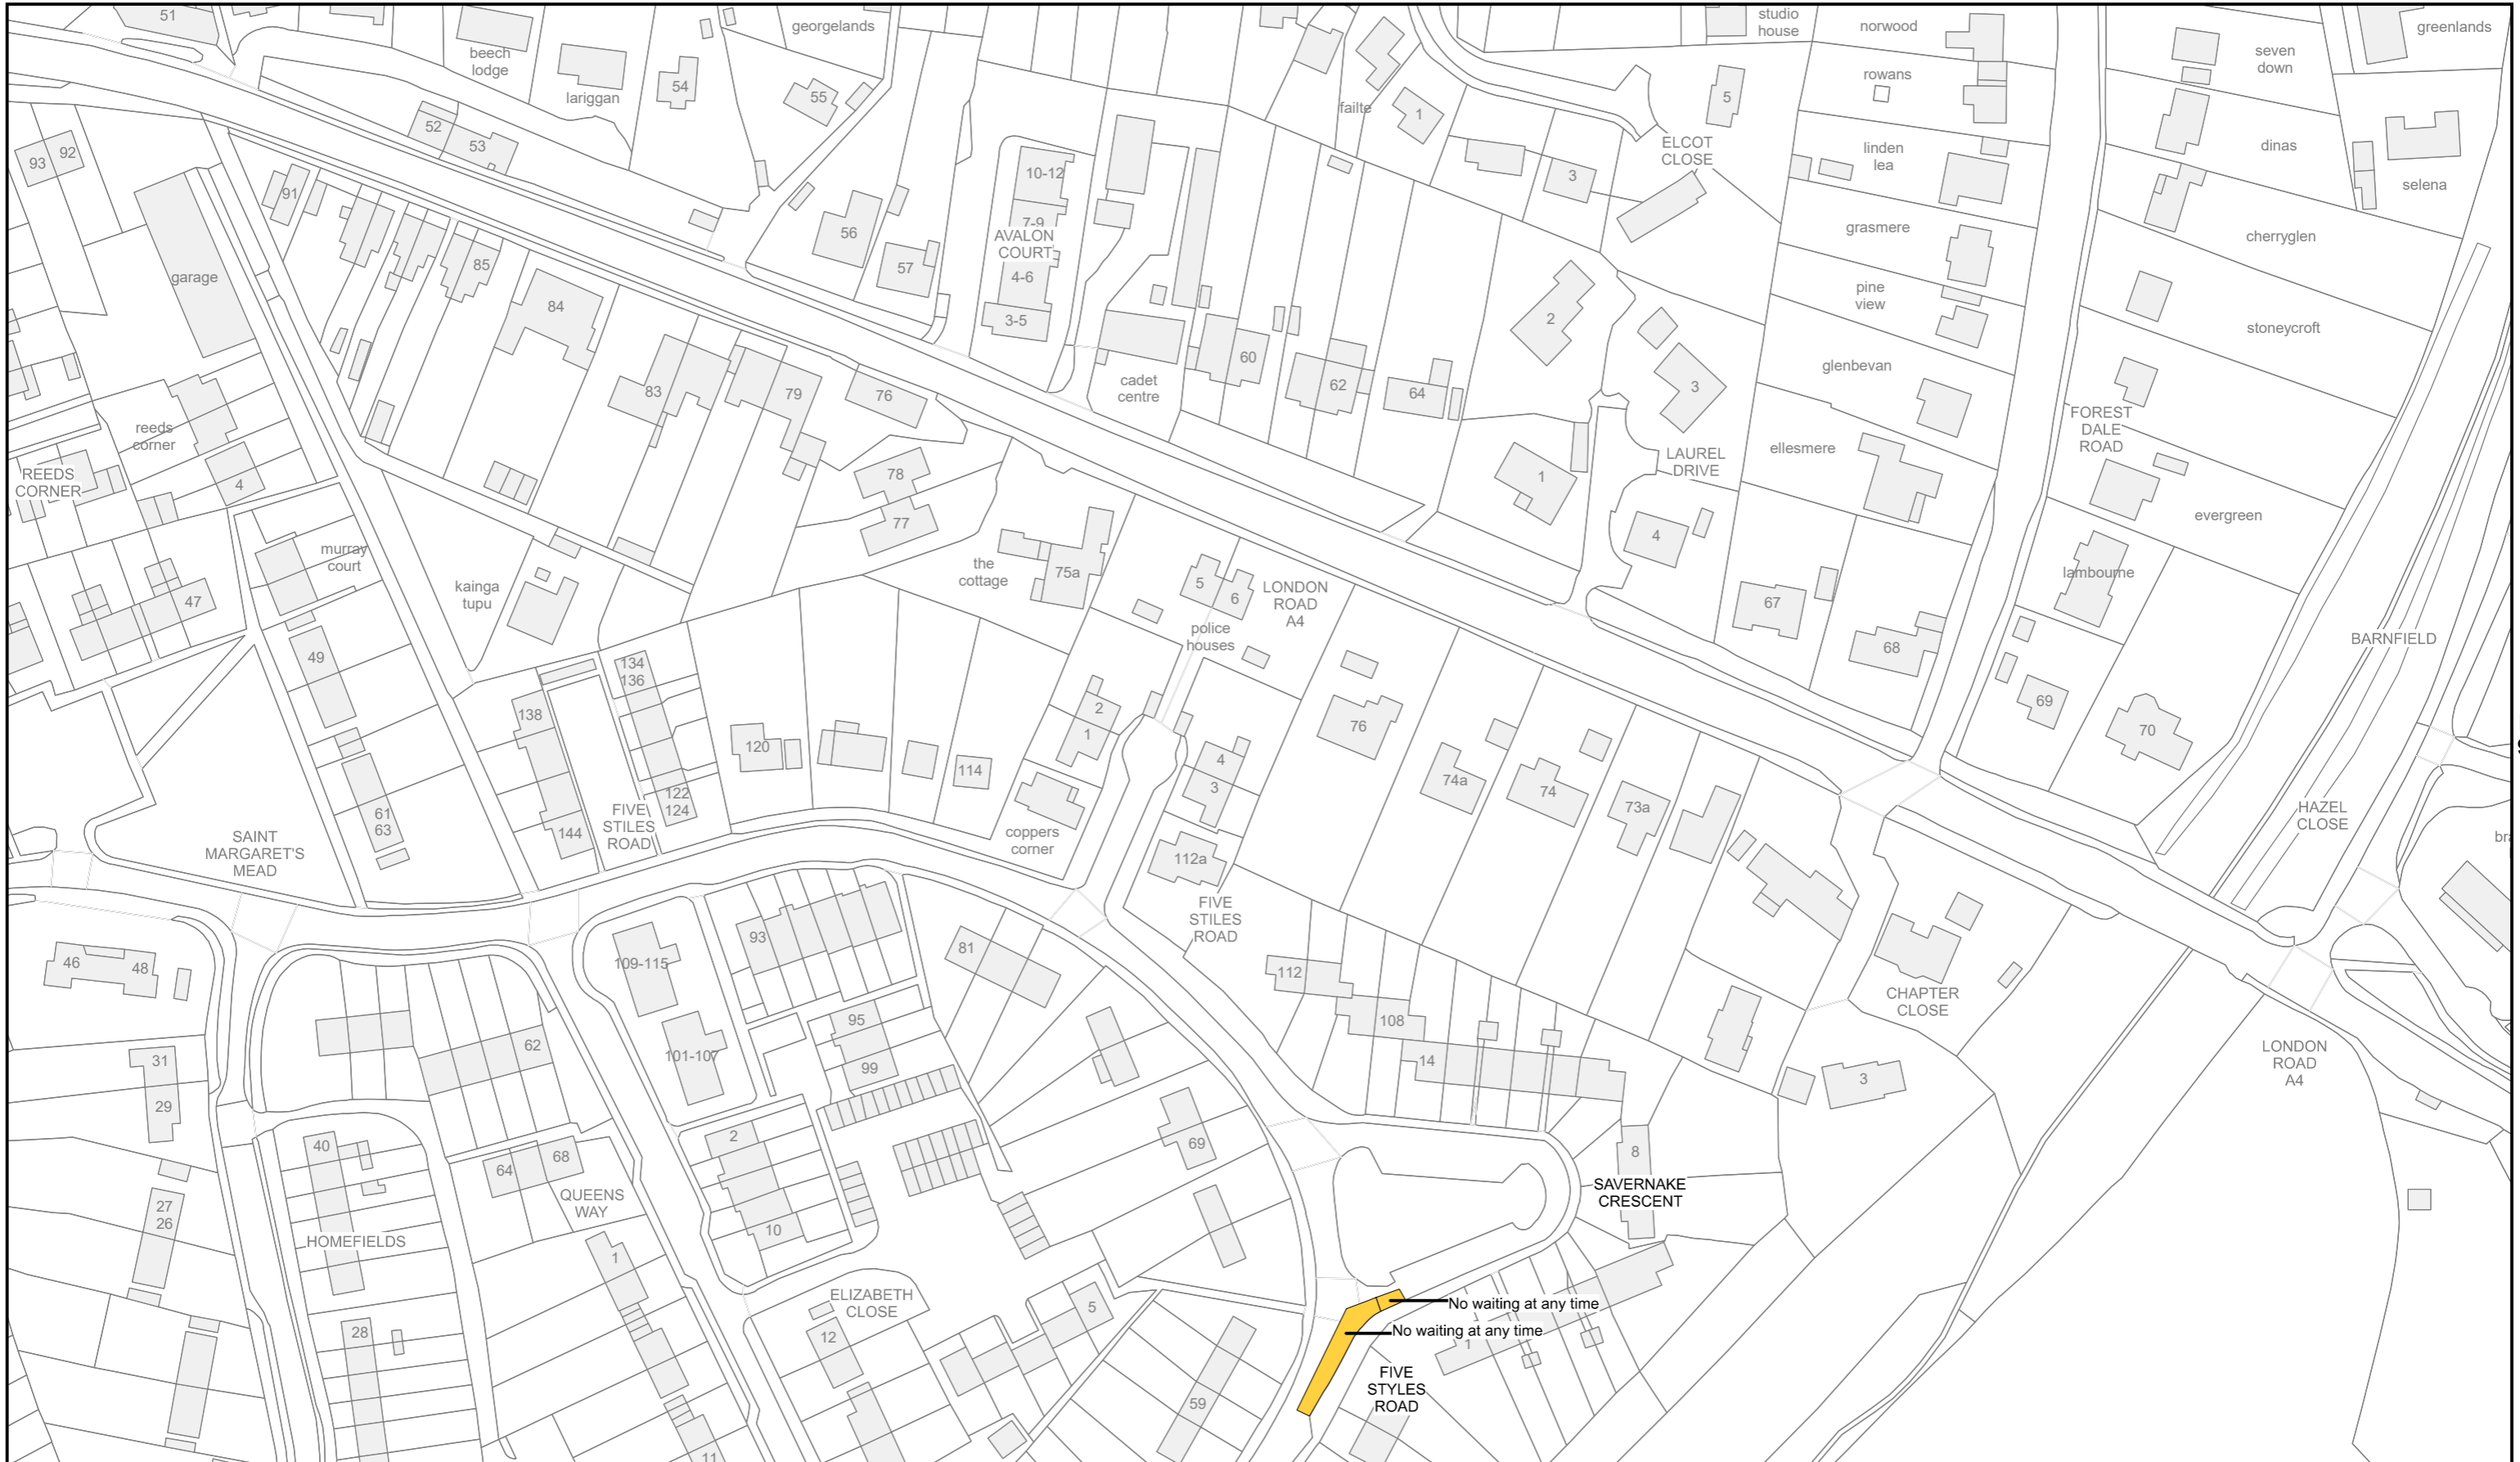 51
beech
lodge
lariggan
54
georgelands
55
failte
1
studio
house
norwood
5
rowans
seven
down
greenlands
93
92
52
53
91
10-12
7-9
AVALON
COURT
4-6
3-5
ELCOT
CLOSE
3
linden
lea
dinas
selena
garage
85
84
56
57
grasmere
cherryglen
pine
view
stoneycroft
2
3
60
62
64
cadet
centre
glenbevan
83
79
76
reeds
corner
REEDS
CORNER
4
78
77
1
LAUREL
DRIVE
ellesmere
FOREST
DALE
ROAD
evergreen
4
lambourne
murray
court
kainga
tupu
47
the
cottage
75a
5
6
LONDON
ROAD
A4
police
houses
67
68
BARNFIELD
49
134
136
138
120
114
2
1
4
3
76
74a
74
73a
69
70
61
63
SAINT
MARGARET'S
MEAD
144
FIVE
STILES
ROAD
122
124
coppers
corner
112a
FIVE
STILES
ROAD
HAZEL
CLOSE
46
48
109-115
93
81
112
108
14
CHAPTER
CLOSE
3
LONDON
ROAD
A4
31
29
62
101-107
95
99
40
64
68
QUEENS
WAY
2
10
69
8
SAVERNAKE
CRESCENT
27
26
HOMEFIELDS
1
ELIZABETH
CLOSE
5
12
28
No waiting at any time
No waiting at any time
1
FIVE
STYLES
ROAD
59
11